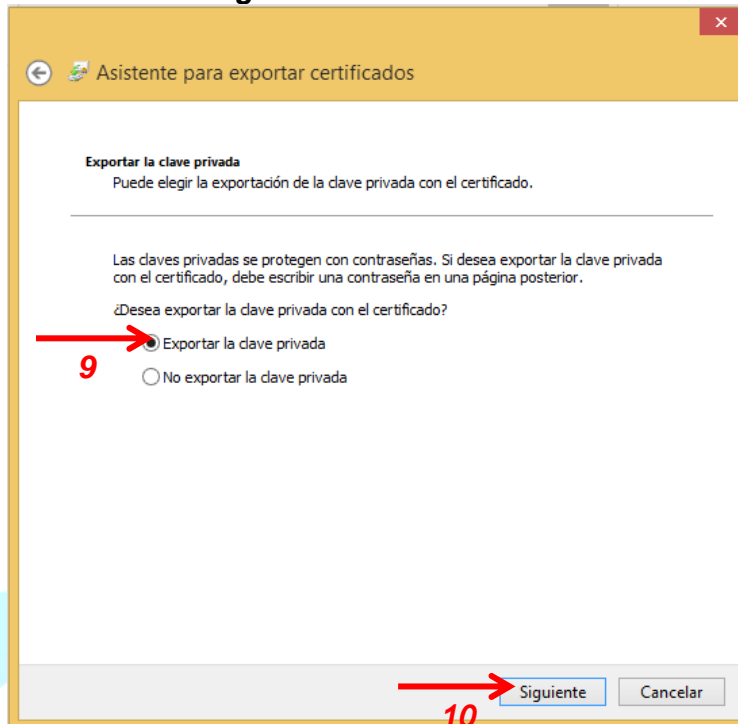 Asistente para exportar certificados
Exportar la clave privada
Puede elegir la exportación de la clave privada con el certificado.
Las claves privadas se protegen con contraseñas. Si desea exportar la clave privada
con el certificado, debe escribir una contraseña en una página posterior.
¿Desea exportar la clave privada con el certificado?
Exportar la clave privada
9
No exportar la clave privada
Siguiente Cancelar
10